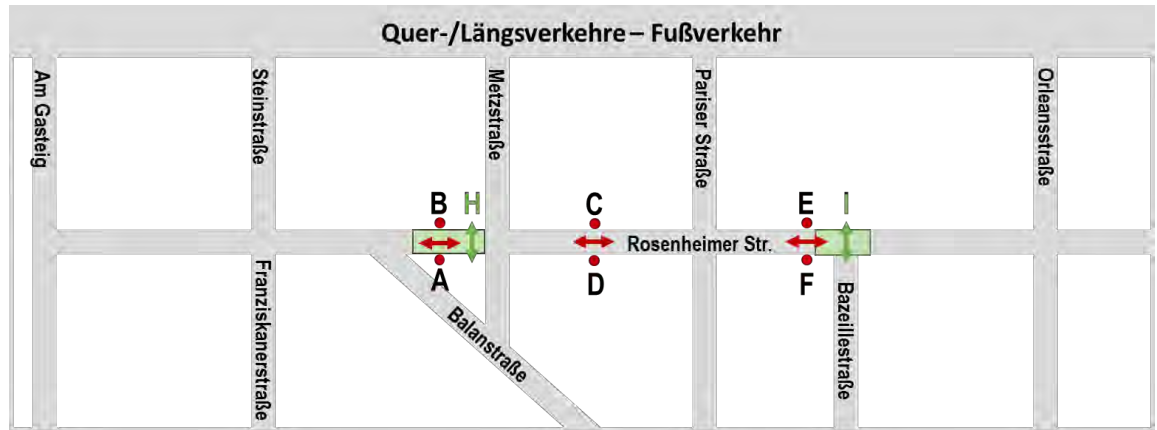 Quer-/Längsverkehre – Fußverkehr
Am Gasteig
Steinstraße
Metzstraße
Pariser Straße
Orleansstraße
B
H
C
E
I
Rosenheimer Str.
A
D
F
Franziskanerstraße
Balanstraße
Bazeillestraße